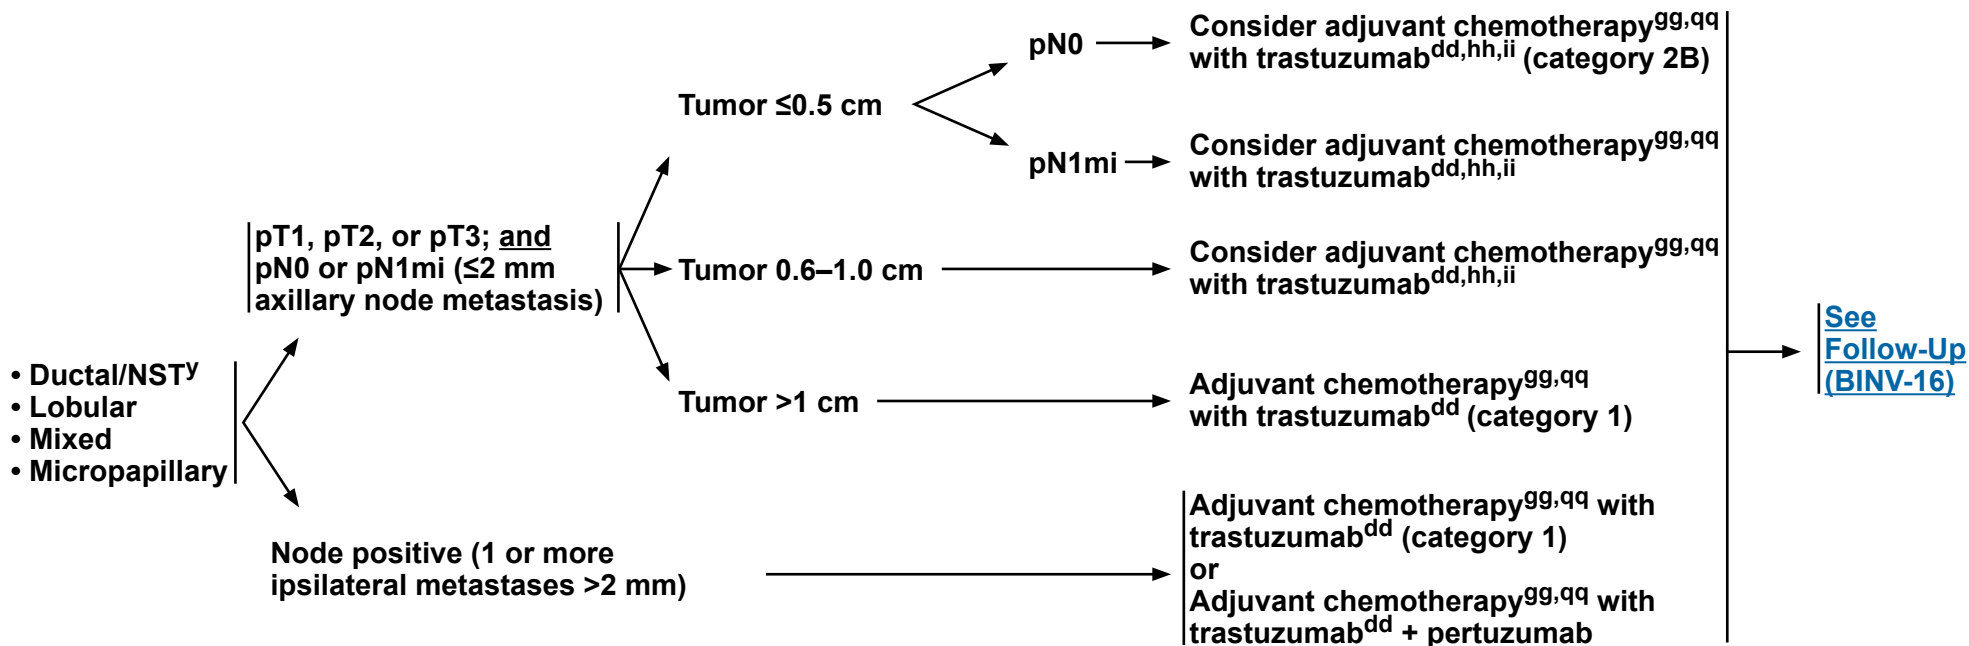 • Ductal/NSTy
• Lobular
• Mixed
• Micropapillary
pT1, pT2, or pT3; and
pN0 or pN1mi (≤2 mm
axillary node metastasis)
Node positive (1 or more
ipsilateral metastases >2 mm)
Tumor ≤0.5 cm
Tumor 0.6–1.0 cm
Tumor >1 cm
pN0
pN1mi
Consider adjuvant chemotherapygg,qq
with trastuzumabdd,hh,ii (category 2B)
Consider adjuvant chemotherapygg,qq
with trastuzumabdd,hh,ii
Consider adjuvant chemotherapygg,qq
with trastuzumabdd,hh,ii
Adjuvant chemotherapygg,qq
with trastuzumabdd (category 1)
Adjuvant chemotherapygg,qq with
trastuzumabdd (category 1)
or
Adjuvant chemotherapygg,qq with
trastuzumabdd + pertuzumab
See
Follow-Up
(BINV-16)